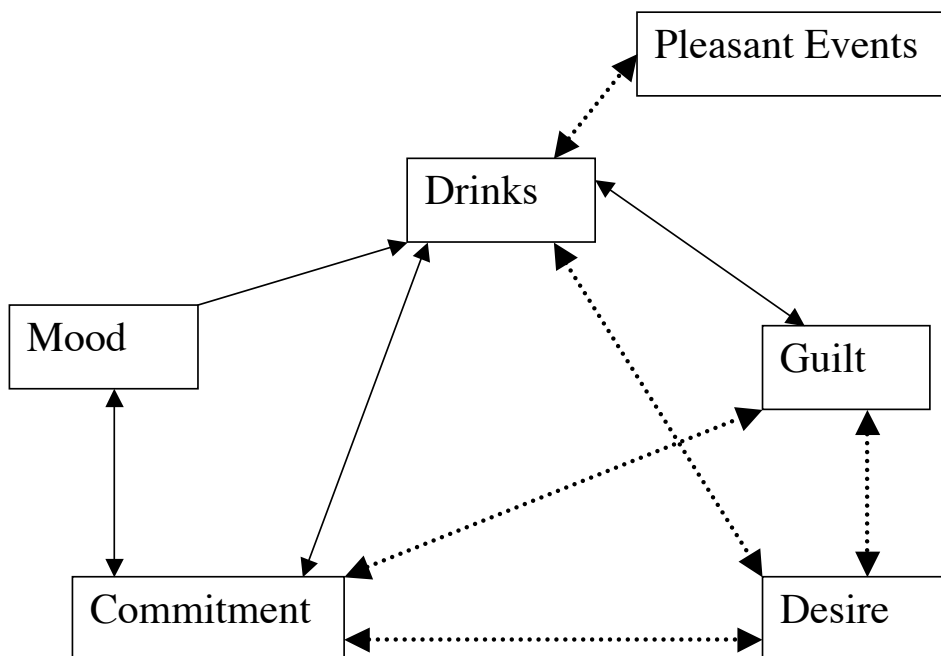 Pleasant Events
Drinks
Mood
Guilt
Commitment
Desire